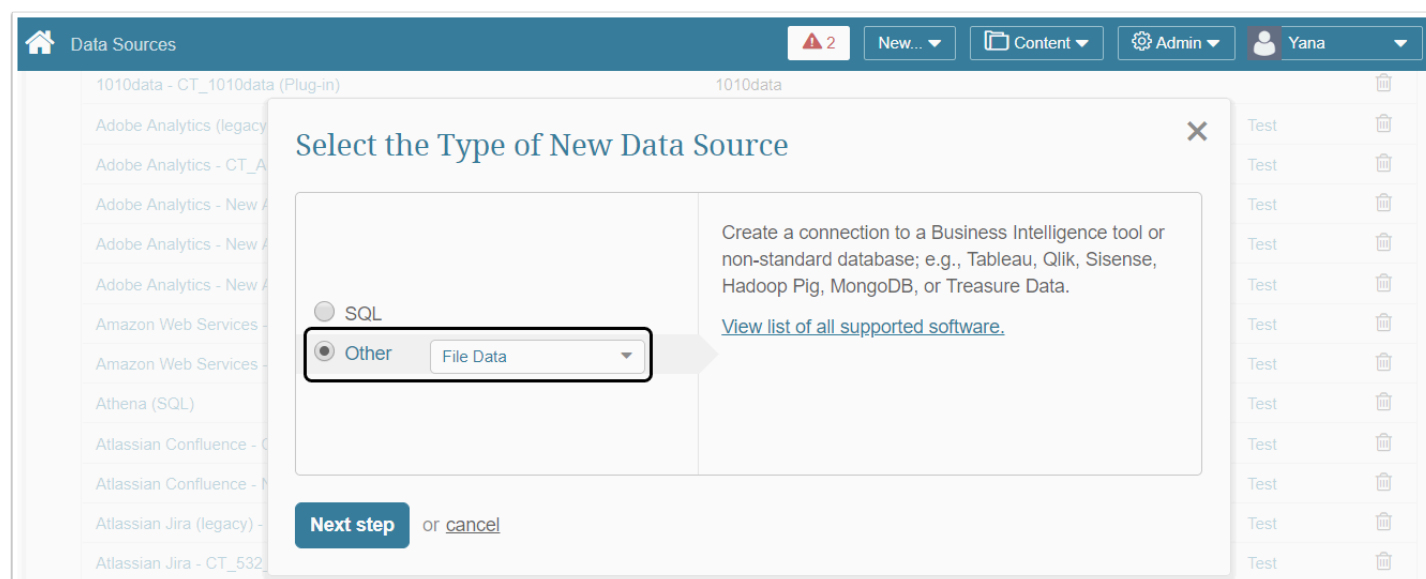 Data Sources
2
New...
Content
Admin
Yana
1010data - CT_1010data (Plug-in)
1010data
Adobe Analytics (legacy
Test
Select the Type of New Data Source
Adobe Analytics - CT_A
Test
Adobe Analytics - New A
Test
Adobe Analytics - New A
Test
Adobe Analytics - New A
Test
Create a connection to a Business Intelligence tool or
non-standard database; e.g., Tableau, Qlik, Sisense,
Hadoop Pig, MongoDB, or Treasure Data.
View list of all supported software.
Amazon Web Services -
Test
SQL
Other
File Data
Amazon Web Services -
Test
Athena (SQL)
Test
Atlassian Confluence - C
Test
Atlassian Confluence - N
Test
Atlassian Jira (legacy) -
Test
Next step or cancel
Atlassian Jira - CT_532_
Test